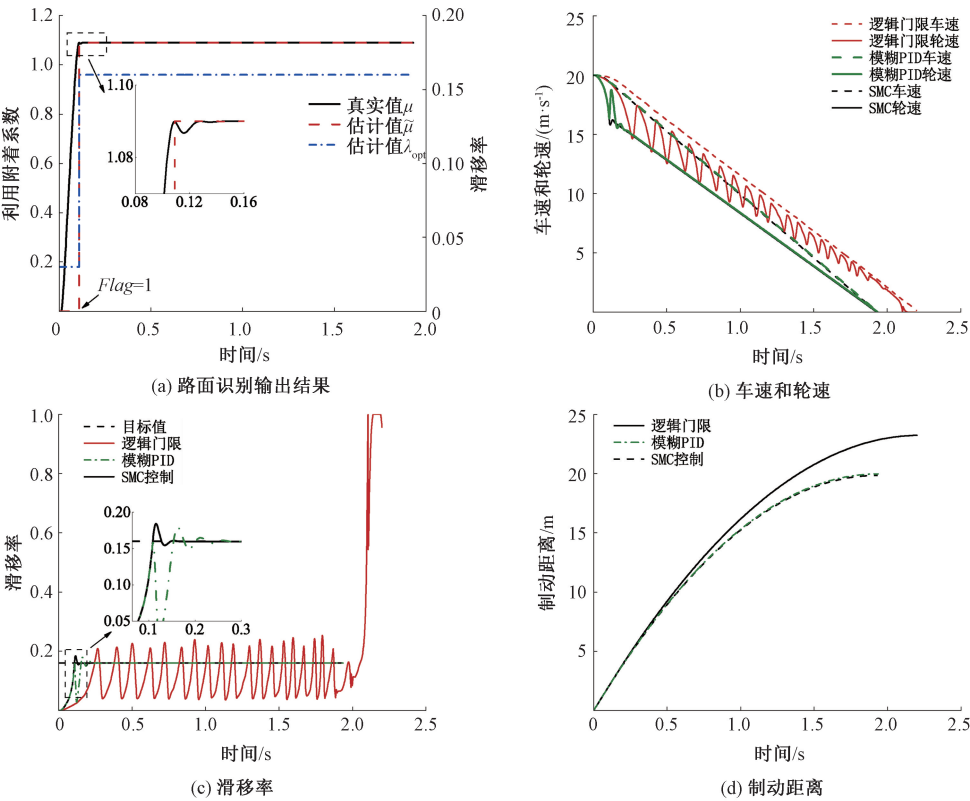 1.2
1.0
0.8
0.6
0.4
0.2
利用附着系数
0.20
0.15
0.10
0.05
0
滑移率
1.10
1.08
0.08
0.12
0.16
真实值μ
估计值μ̃
估计值λopt
Flag=1
0
0.5
1.0
1.5
2.0
时间/s
(a) 路面识别输出结果
25
20
15
10
5
车速和轮速/(m·s-1)
逻辑门限车速
逻辑门限轮速
模糊PID车速
模糊PID轮速
SMC车速
SMC轮速
0
0.5
1.0
1.5
2.0
2.5
时间/s
(b) 车速和轮速
1.0
0.8
0.6
0.4
0.2
滑移率
目标值
逻辑门限
模糊PID
SMC控制
0.20
0.15
0.10
0.05
0.1
0.2
0.3
0
0.5
1.0
1.5
2.0
2.5
时间/s
(c) 滑移率
25
20
15
10
5
制动距离/m
逻辑门限
模糊PID
SMC控制
0
0.5
1.0
1.5
2.0
2.5
时间/s
(d) 制动距离